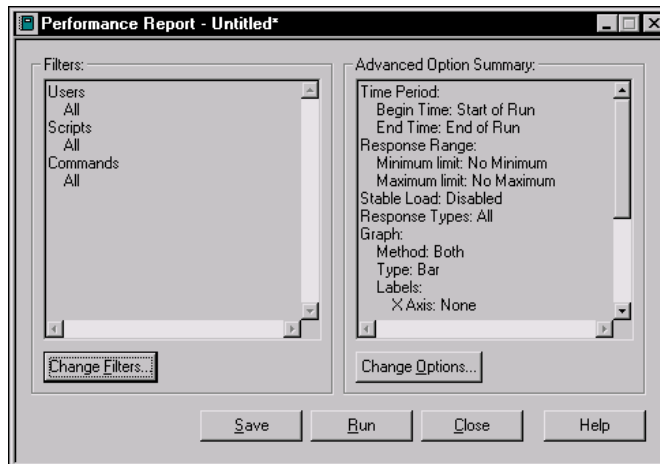 Performance Report - Untitled*
Filters:
Users
All
Scripts
All
Commands
All
Change Filters...
Advanced Option Summary:
Time Period:
Begin Time: Start of Run
End Time: End of Run
Response Range:
Minimum limit: No Minimum
Maximum limit: No Maximum
Stable Load: Disabled
Response Types: All
Graph:
Method: Both
Type: Bar
Labels:
X Axis: None
Change Options...
Save
Run
Close
Help